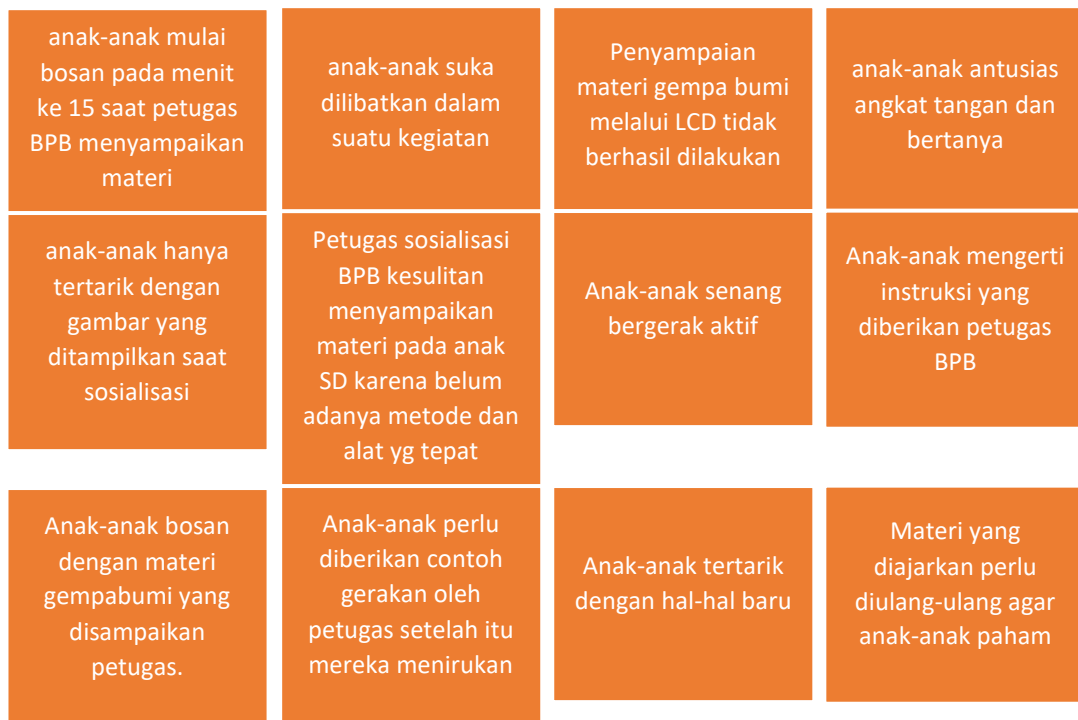 anak-anak mulai
bosan pada menit
ke 15 saat petugas
BPB menyampaikan
materi
anak-anak suka
dilibatkan dalam
suatu kegiatan
Penyampaian
materi gempa bumi
melalui LCD tidak
berhasil dilakukan
anak-anak antusias
angkat tangan dan
bertanya
anak-anak hanya
tertarik dengan
gambar yang
ditampilkan saat
sosialisasi
Petugas sosialisasi
BPB kesulitan
menyampaikan
materi pada anak
SD karena belum
adanya metode dan
alat yg tepat
Anak-anak senang
bergerak aktif
Anak-anak mengerti
instruksi yang
diberikan petugas
BPB
Anak-anak bosan
dengan materi
gempabumi yang
disampaikan
petugas.
Anak-anak perlu
diberikan contoh
gerakan oleh
petugas setelah itu
mereka menirukan
Anak-anak tertarik
dengan hal-hal baru
Materi yang
diajarkan perlu
diulang-ulang agar
anak-anak paham